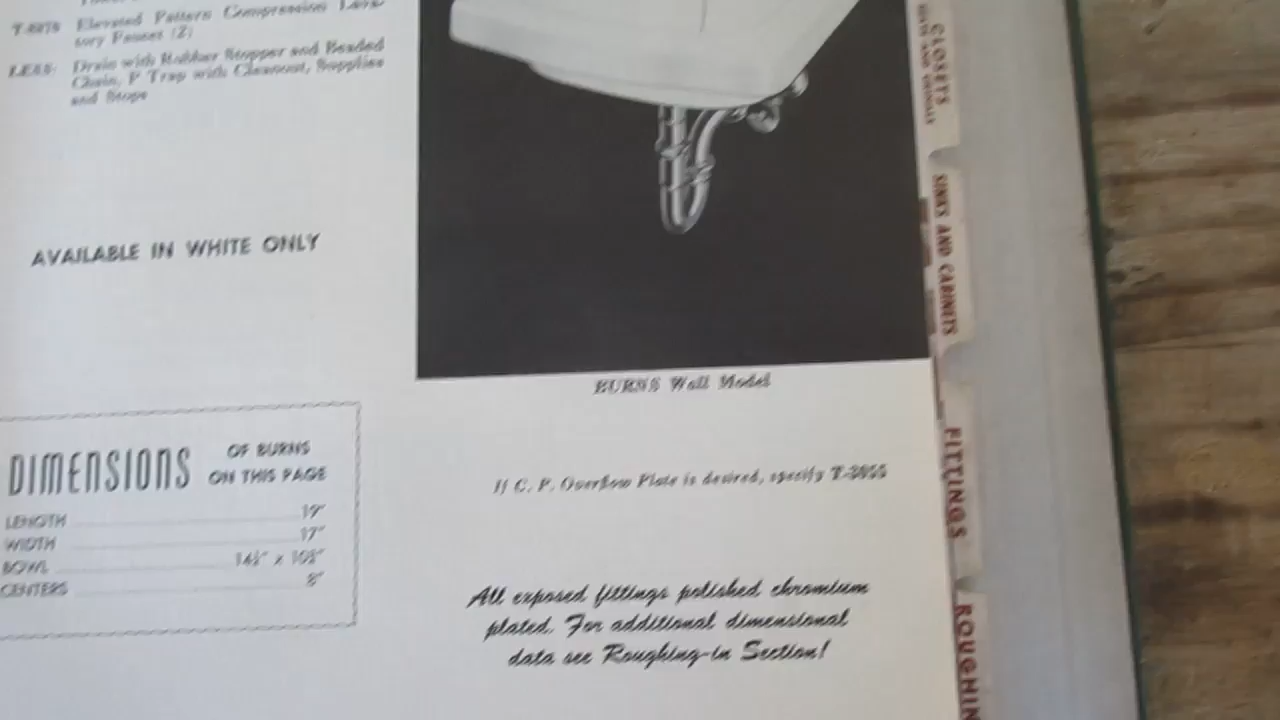 Elevated Pattern Compression Lava-
tory Faucet (2)
LESS: Drain with Rubber Stopper and Beaded
Chain, P Trap with Cleanout, Supplies
and Stops
AVAILABLE IN WHITE ONLY
BURNS Wall Model
DIMENSIONS OF BURNS
ON THIS PAGE
LENGTH 19"
WIDTH 17"
BOWL
CENTERS 8"
If C. P. Overflow Plate is desired, specify
All exposed fittings polished chromium
plated. For additional dimensional
data see Roughing-in Section!
CLOSETS
SINKS AND CABINETS
FITTINGS
ROUGHIN